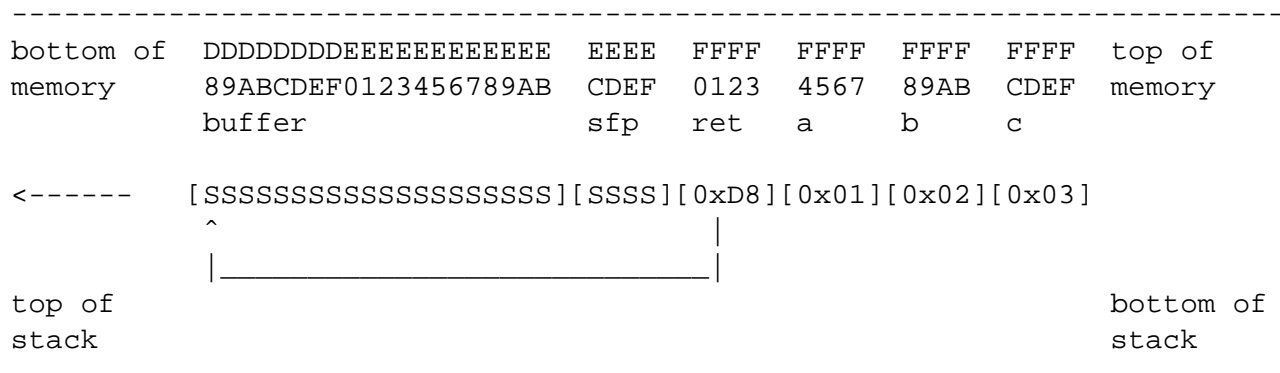 --------------------------------------------------------------------------
bottom of  DDDDDDDDEEEEEEEEEEEE  EEEE  FFFF  FFFF  FFFF  FFFF  top of
memory     89ABCDEF0123456789AB  CDEF  0123  4567  89AB  CDEF  memory
           buffer                sfp   ret   a     b     c

<------   [SSSSSSSSSSSSSSSSSSSS][SSSS][0xD8][0x01][0x02][0x03]
           ^                            |
           |____________________________|
top of                                                         bottom of
stack                                                          stack